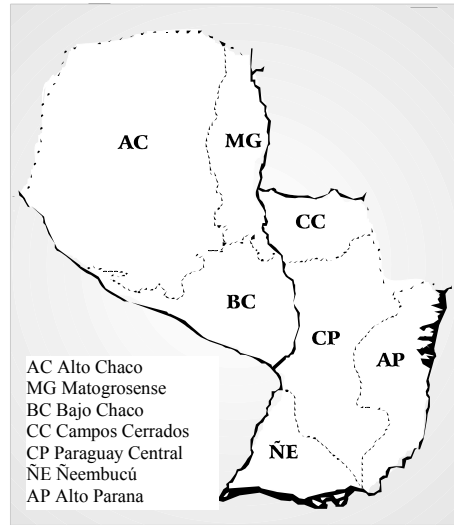 AC
MG
CC
BC
CP
AP
ÑE
AC Alto Chaco
MG Matogrosense
BC Bajo Chaco
CC Campos Cerrados
CP Paraguay Central
ÑE Ñeembucú
AP Alto Parana